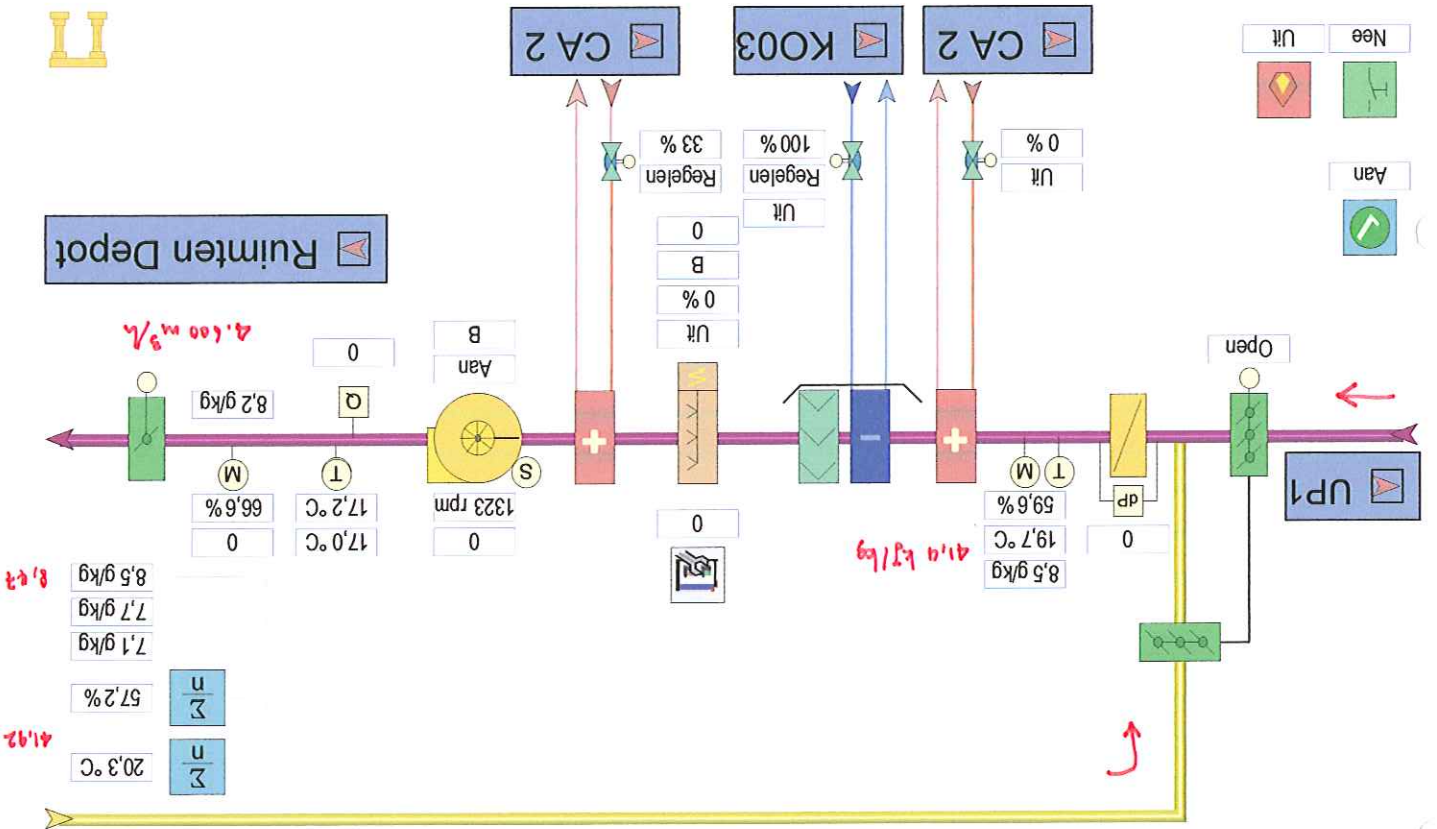 Σ
n
20,3 °C
41,92
Σ
n
57,2 %
7,1 g/kg
7,7 g/kg
8,5 g/kg
8,47
8,5 g/kg
19,7 °C
59,6 %
41,4 kJ/kg
0
dP
T
M
0
0
1323 rpm
S
17,0 °C
17,2 °C
T
0
66,6 %
M
UP1
Open
Q
0
8,2 g/kg
4.600 m³/h
Aan
B
Uit
0 %
B
0
Ruimten Depot
Aan
Uit
0 %
Uit
Regelen
100 %
Regelen
33 %
Nee
Uit
CA 2
KO003
CA 2